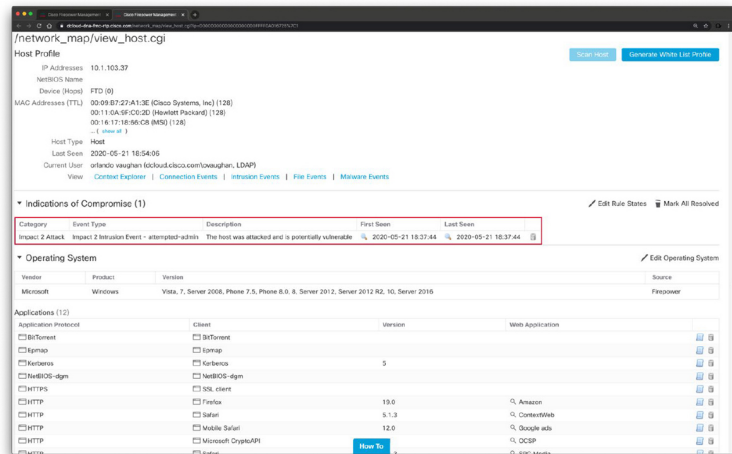 Cisco Firepower Management
Cisco Firepower Management
/network_map/view_host.cgi
Host Profile
Scan Host
Generate White List Profile
IP Addresses 10.1.103.37
NetBIOS Name
Device (Hops) FTD (0)
MAC Addresses (TTL) 00:09:B7:27:A1:3E (Cisco Systems, Inc) (128)
00:11:0A:9F:C0:2D (Hewlett Packard) (128)
00:16:17:18:66:C8 (MSI) (128)
... ( show all )
Host Type Host
Last Seen 2020-05-21 18:54:06
Current User orlando vaughan (dcloud.cisco.com\ovaughan, LDAP)
View Context Explorer | Connection Events | Intrusion Events | File Events | Malware Events
Indications of Compromise (1)
Edit Rule States Mark All Resolved
Category Event Type Description First Seen Last Seen
Impact 2 Attack Impact 2 Intrusion Event - attempted-admin The host was attacked and is potentially vulnerable 2020-05-21 18:37:44 2020-05-21 18:37:44
Operating System
Edit Operating System
Vendor Product Version Source
Microsoft Windows Vista, 7, Server 2008, Phone 7.5, Phone 8.0, 8, Server 2012, Server 2012 R2, 10, Server 2016 Firepower
Applications (12)
Application Protocol Client Version Web Application
BitTorrent BitTorrent
Epmap Epmap
Kerberos Kerberos 5
NetBIOS-dgm NetBIOS-dgm
HTTPS SSL client
HTTP Firefox 19.0 Amazon
HTTP Safari 5.1.3 ContextWeb
HTTP Mobile Safari 12.0 Google ads
HTTP Microsoft CryptoAPI OCSP
How To
HTTP Safari